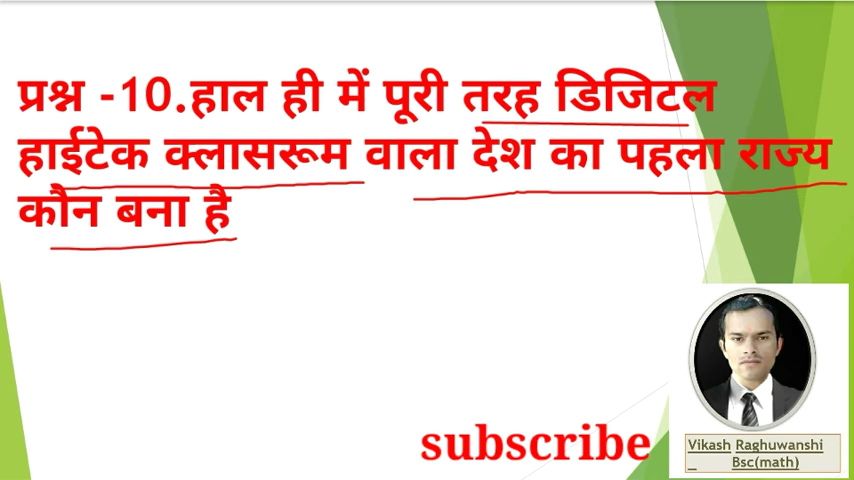 प्रश्न -10.हाल ही में पूरी तरह डिजिटल
हाईटेक क्लासरूम वाला देश का पहला राज्य
कौन बना है
subscribe
Vikash Raghuwanshi
_ Bsc(math)